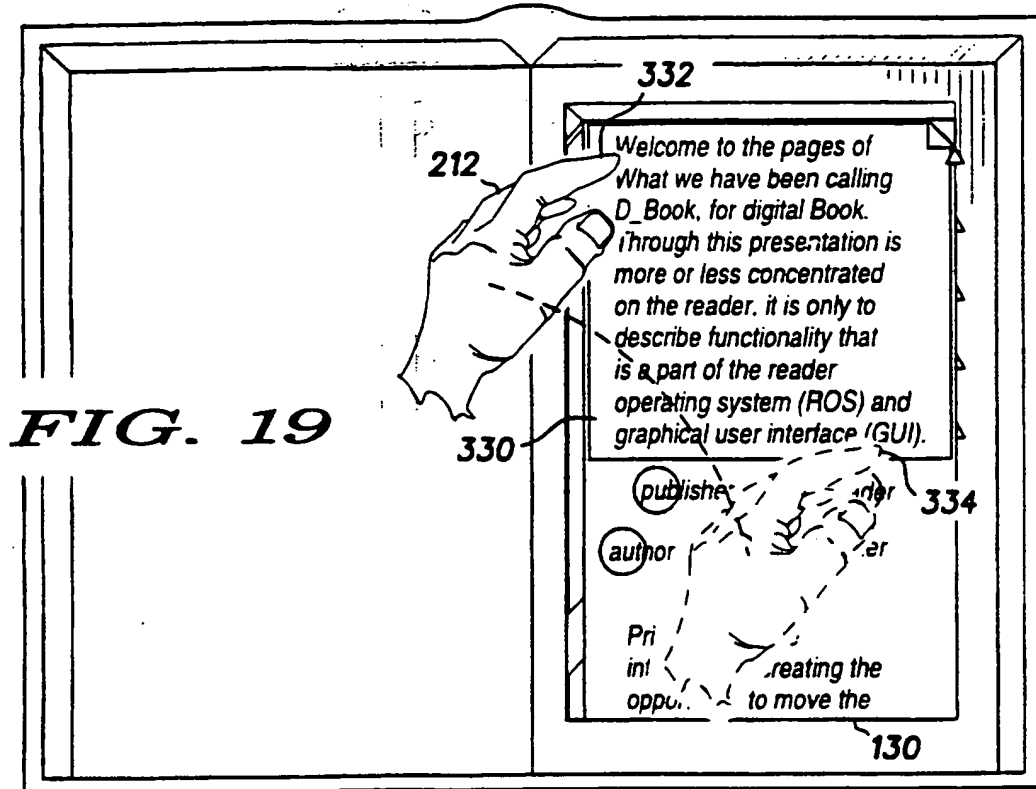 332
212
Welcome to the pages of
What we have been calling
D_Book, for digital Book.
Through this presentation is
more or less concentrated
on the reader, it is only to
describe functionality that
is a part of the reader
operating system (ROS) and
graphical user interface (GUI).
FIG. 19
330
334
author
Pri
int reating the
to move the
130